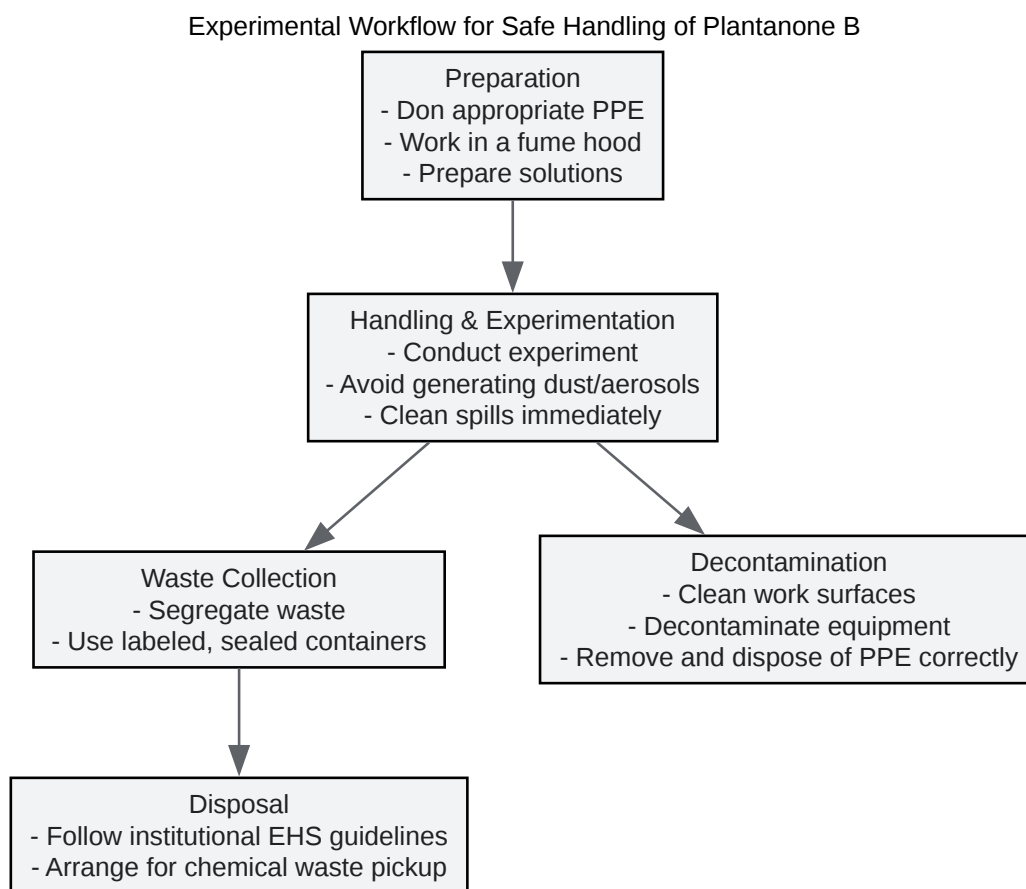 Experimental Workflow for Safe Handling of Plantanone B
Preparation
- Don appropriate PPE
- Work in a fume hood
- Prepare solutions
Handling & Experimentation
- Conduct experiment
- Avoid generating dust/aerosols
- Clean spills immediately
Waste Collection
- Segregate waste
- Use labeled, sealed containers
Decontamination
- Clean work surfaces
- Decontaminate equipment
- Remove and dispose of PPE correctly
Disposal
- Follow institutional EHS guidelines
- Arrange for chemical waste pickup